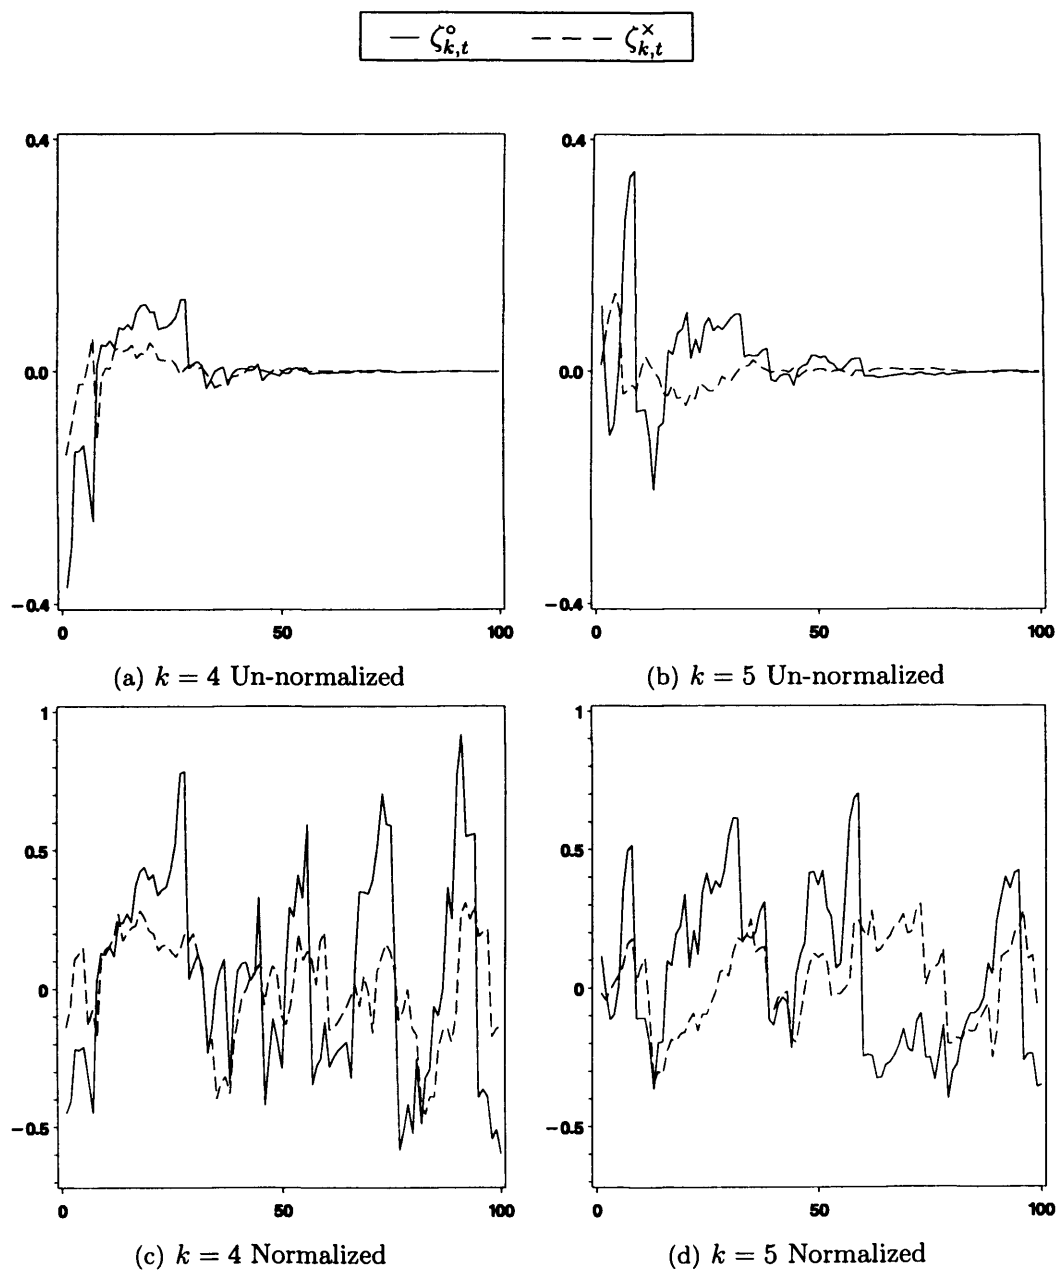 ζ°k,t ζ×k,t
0.4
0.0
−0.4
0 50 100
(a) k = 4 Un-normalized
0.4
0.0
−0.4
0 50 100
(b) k = 5 Un-normalized
1
0.5
0
−0.5
0 50 100
(c) k = 4 Normalized
1
0.5
0
−0.5
0 50 100
(d) k = 5 Normalized